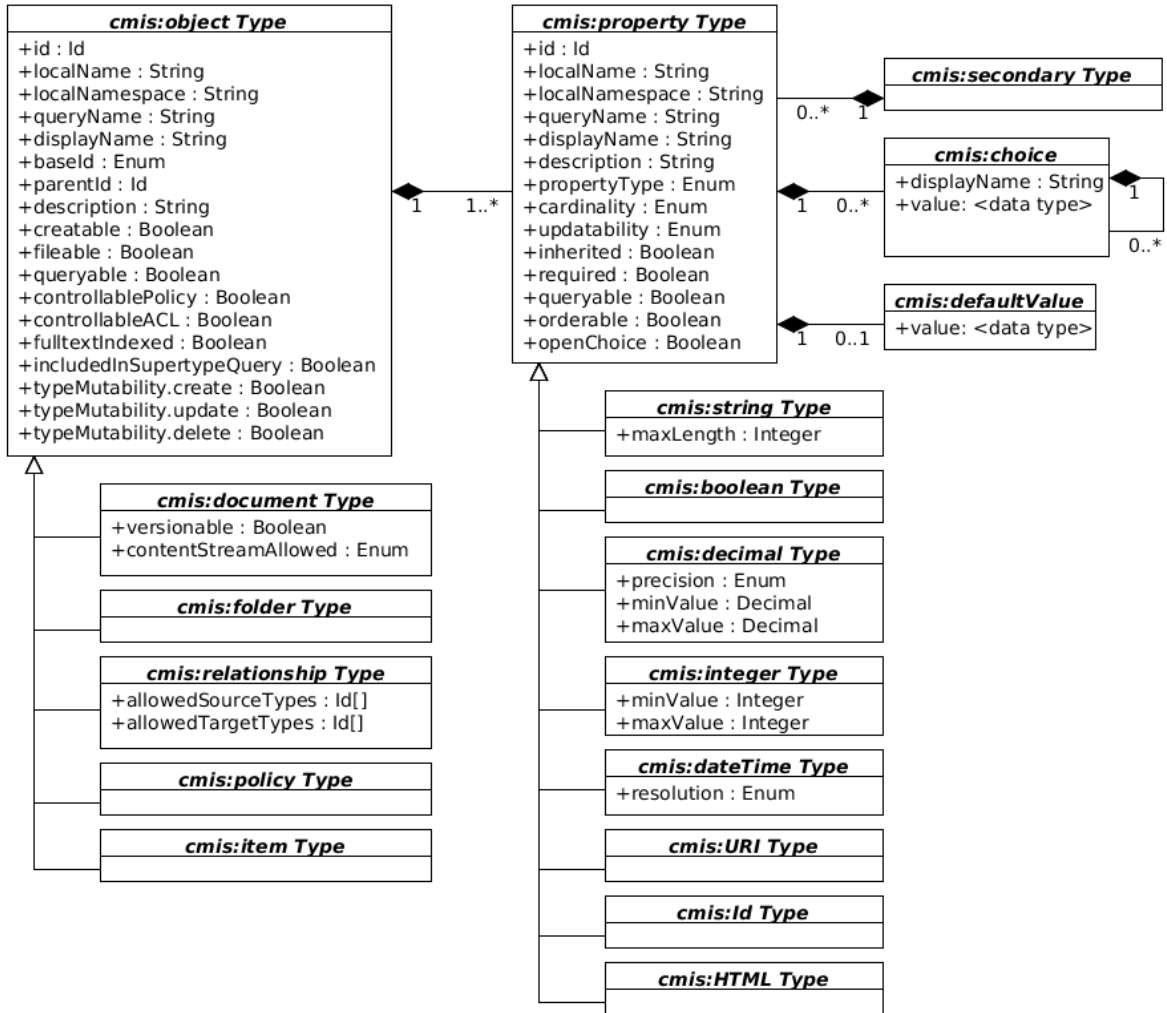 cmis:object Type
+id : Id
+localName : String
+localNamespace : String
+queryName : String
+displayName : String
+baseId : Enum
+parentId : Id
+description : String
+creatable : Boolean
+fileable : Boolean
+queryable : Boolean
+controllablePolicy : Boolean
+controllableACL : Boolean
+fulltextIndexed : Boolean
+includedInSupertypeQuery : Boolean
+typeMutability.create : Boolean
+typeMutability.update : Boolean
+typeMutability.delete : Boolean
1 1..*
cmis:property Type
+id : Id
+localName : String
+localNamespace : String
+queryName : String
+displayName : String
+description : String
+propertyType : Enum
+cardinality : Enum
+updatability : Enum
+inherited : Boolean
+required : Boolean
+queryable : Boolean
+orderable : Boolean
+openChoice : Boolean
0..* 1
cmis:secondary Type
1 0..*
cmis:choice
+displayName : String
+value: <data type>
1
0..*
1 0..1
cmis:defaultValue
+value: <data type>
cmis:document Type
+versionable : Boolean
+contentStreamAllowed : Enum
cmis:folder Type
cmis:relationship Type
+allowedSourceTypes : Id[]
+allowedTargetTypes : Id[]
cmis:policy Type
cmis:item Type
cmis:string Type
+maxLength : Integer
cmis:boolean Type
cmis:decimal Type
+precision : Enum
+minValue : Decimal
+maxValue : Decimal
cmis:integer Type
+minValue : Integer
+maxValue : Integer
cmis:dateTime Type
+resolution : Enum
cmis:URI Type
cmis:Id Type
cmis:HTML Type